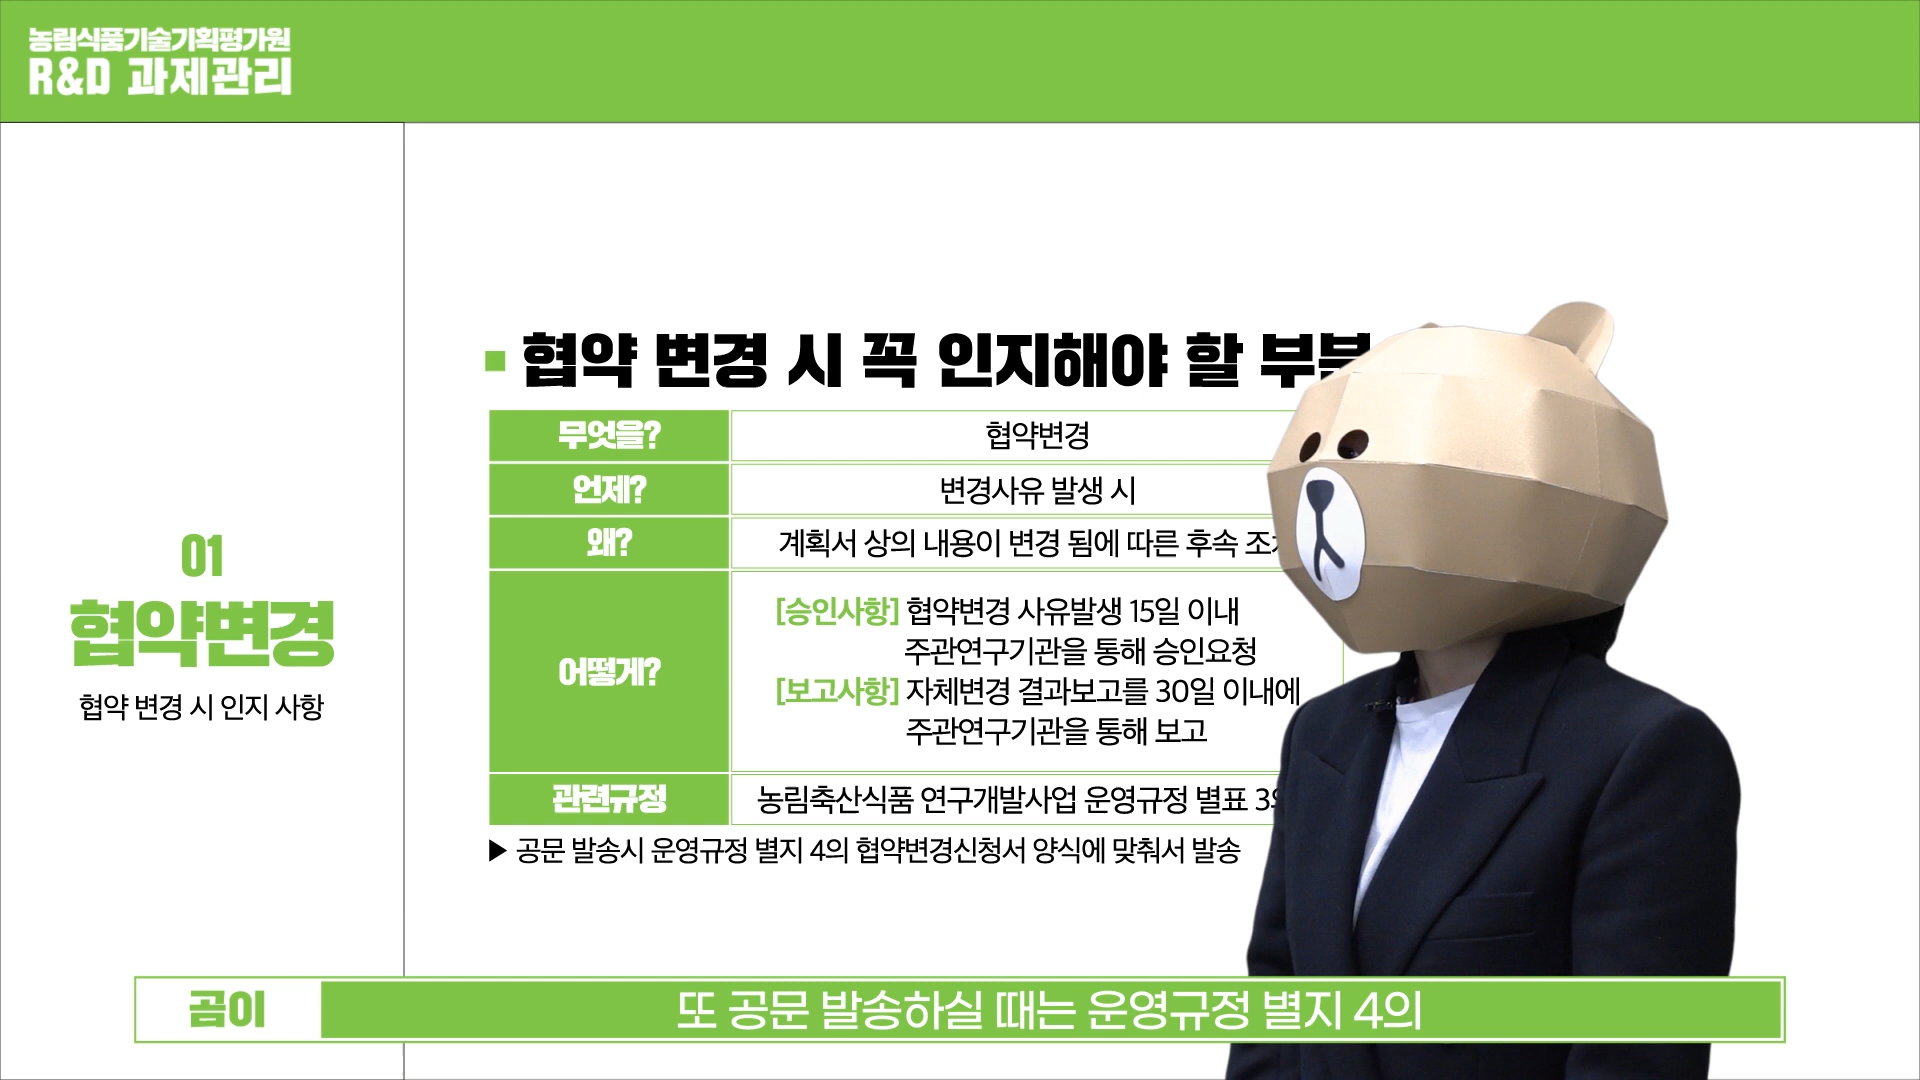 농림식품기술기획평가원
R&D 과제관리
01
협약변경
협약 변경 시 인지 사항
협약 변경 시 꼭 인지해야 할
무엇을? 협약변경
언제? 변경사유 발생 시
왜? 계획서 상의 내용이 변경 됨에 따른 후속
어떻게?
[승인사항] 협약변경 사유발생 15일 이내
주관연구기관을 통해 승인요청
[보고사항] 자체변경 결과보고를 30일 이내에
주관연구기관을 통해 보고
관련규정 농림축산식품 연구개발사업 운영규정 별표
▶ 공문 발송시 운영규정 별지 4의 협약변경신청서 양식에 맞춰서 발송
곰이 또 공문 발송하실 때는 운영규정 별지 4의